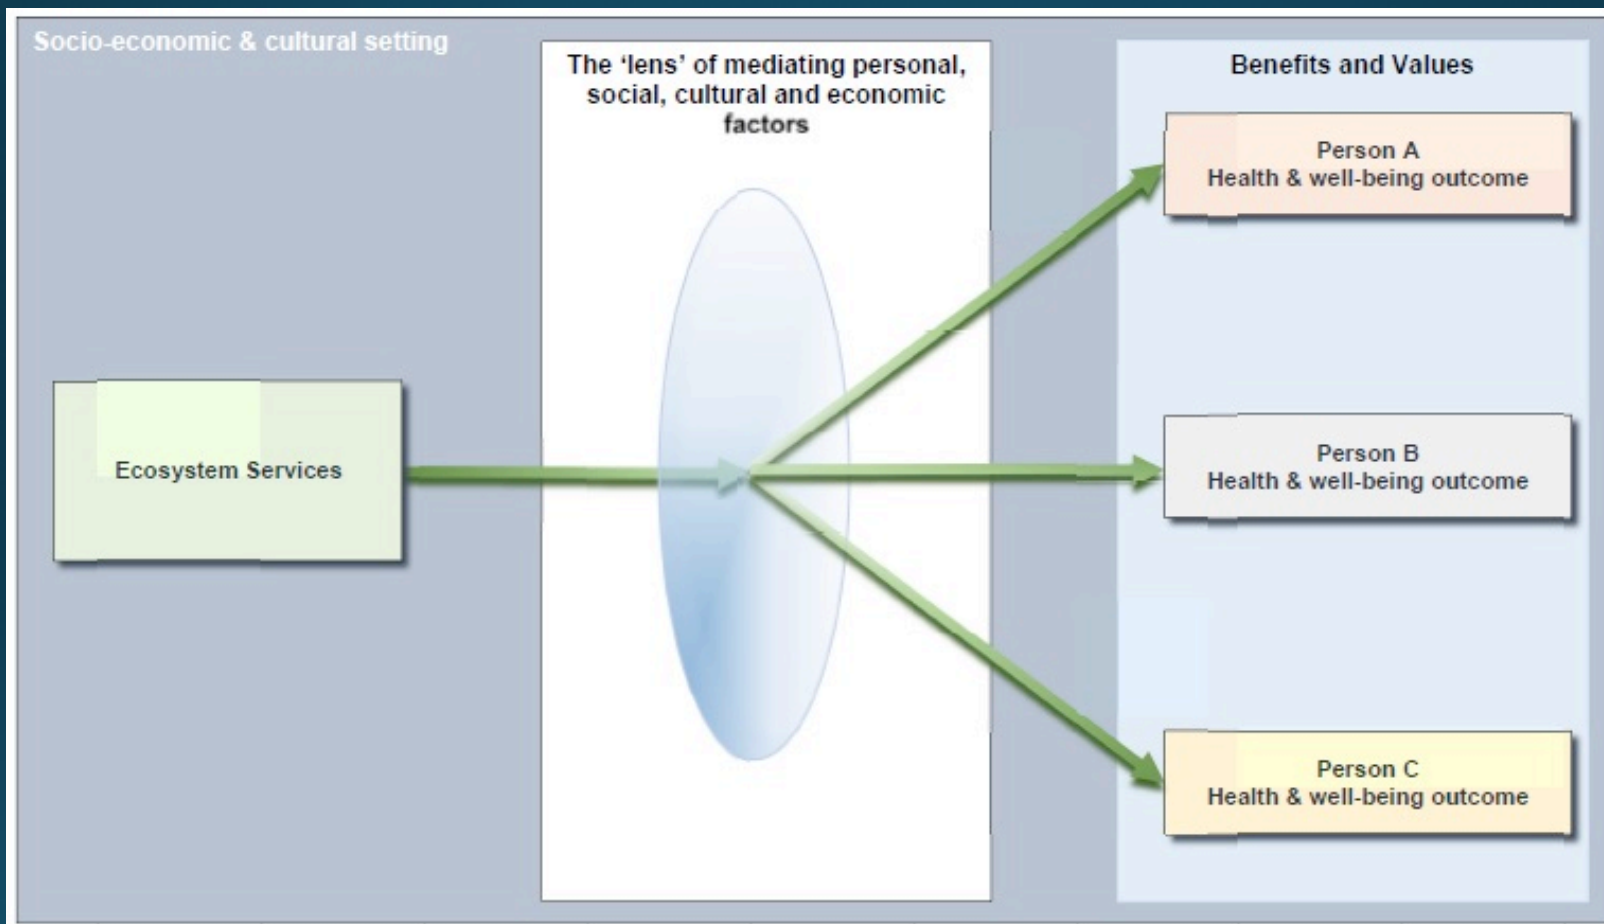 Socio-economic & cultural setting
The ‘lens’ of mediating personal,
social, cultural and economic
factors
Benefits and Values
Person A
Health & well-being outcome
Ecosystem Services
Person B
Health & well-being outcome
Person C
Health & well-being outcome